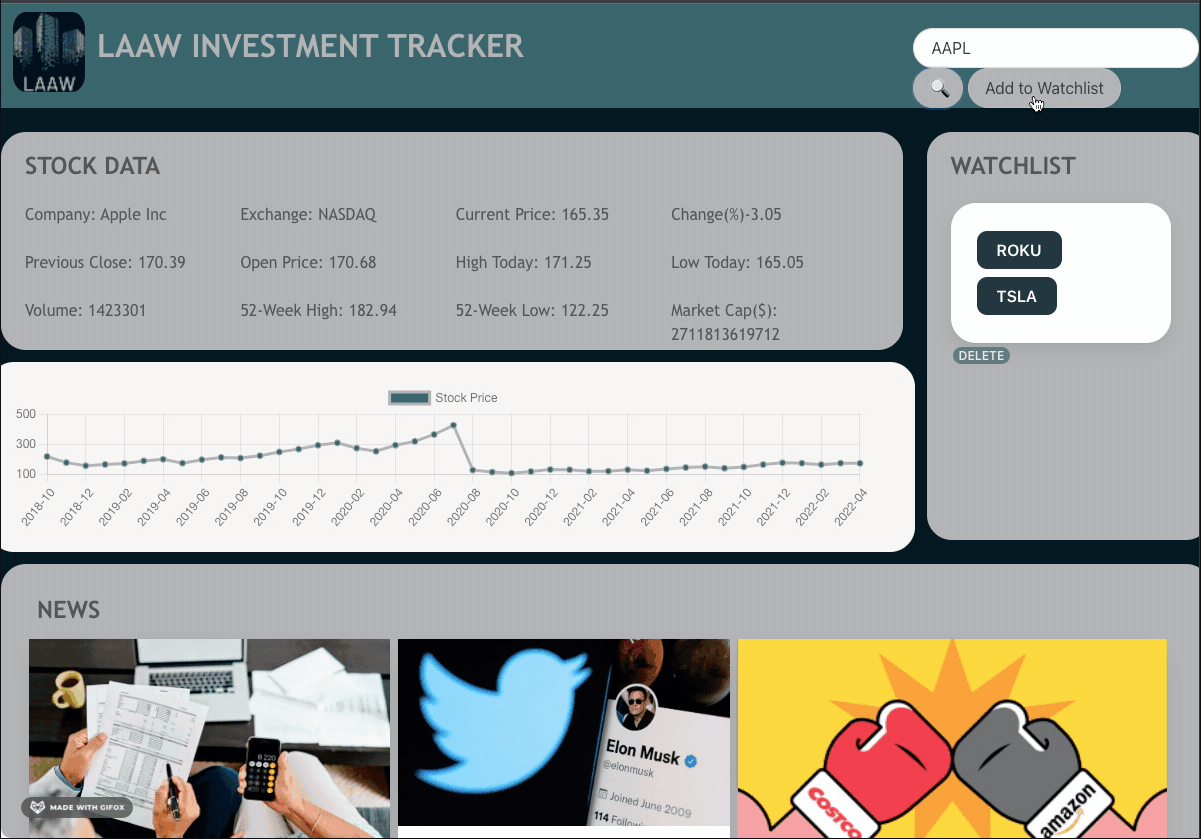 LAAW
LAAW INVESTMENT TRACKER
AAPL
Add to Watchlist
STOCK DATA
Company: Apple Inc
Exchange: NASDAQ
Current Price: 165.35
Change(%)-3.05
Previous Close: 170.39
Open Price: 170.68
High Today: 171.25
Low Today: 165.05
Volume: 1423301
52-Week High: 182.94
52-Week Low: 122.25
Market Cap($):
2711813619712
WATCHLIST
ROKU
TSLA
DELETE
Stock Price
500
300
100
2018-10
2018-12
2019-02
2019-04
2019-06
2019-08
2019-10
2019-12
2020-02
2020-04
2020-06
2020-08
2020-10
2020-12
2021-02
2021-04
2021-06
2021-08
2021-10
2021-12
2022-02
2022-04
NEWS
8,220
MADE WITH GIFOX
Elon Musk
@elonmusk
Joined June 2009
114 Following
COSTCO
amazon